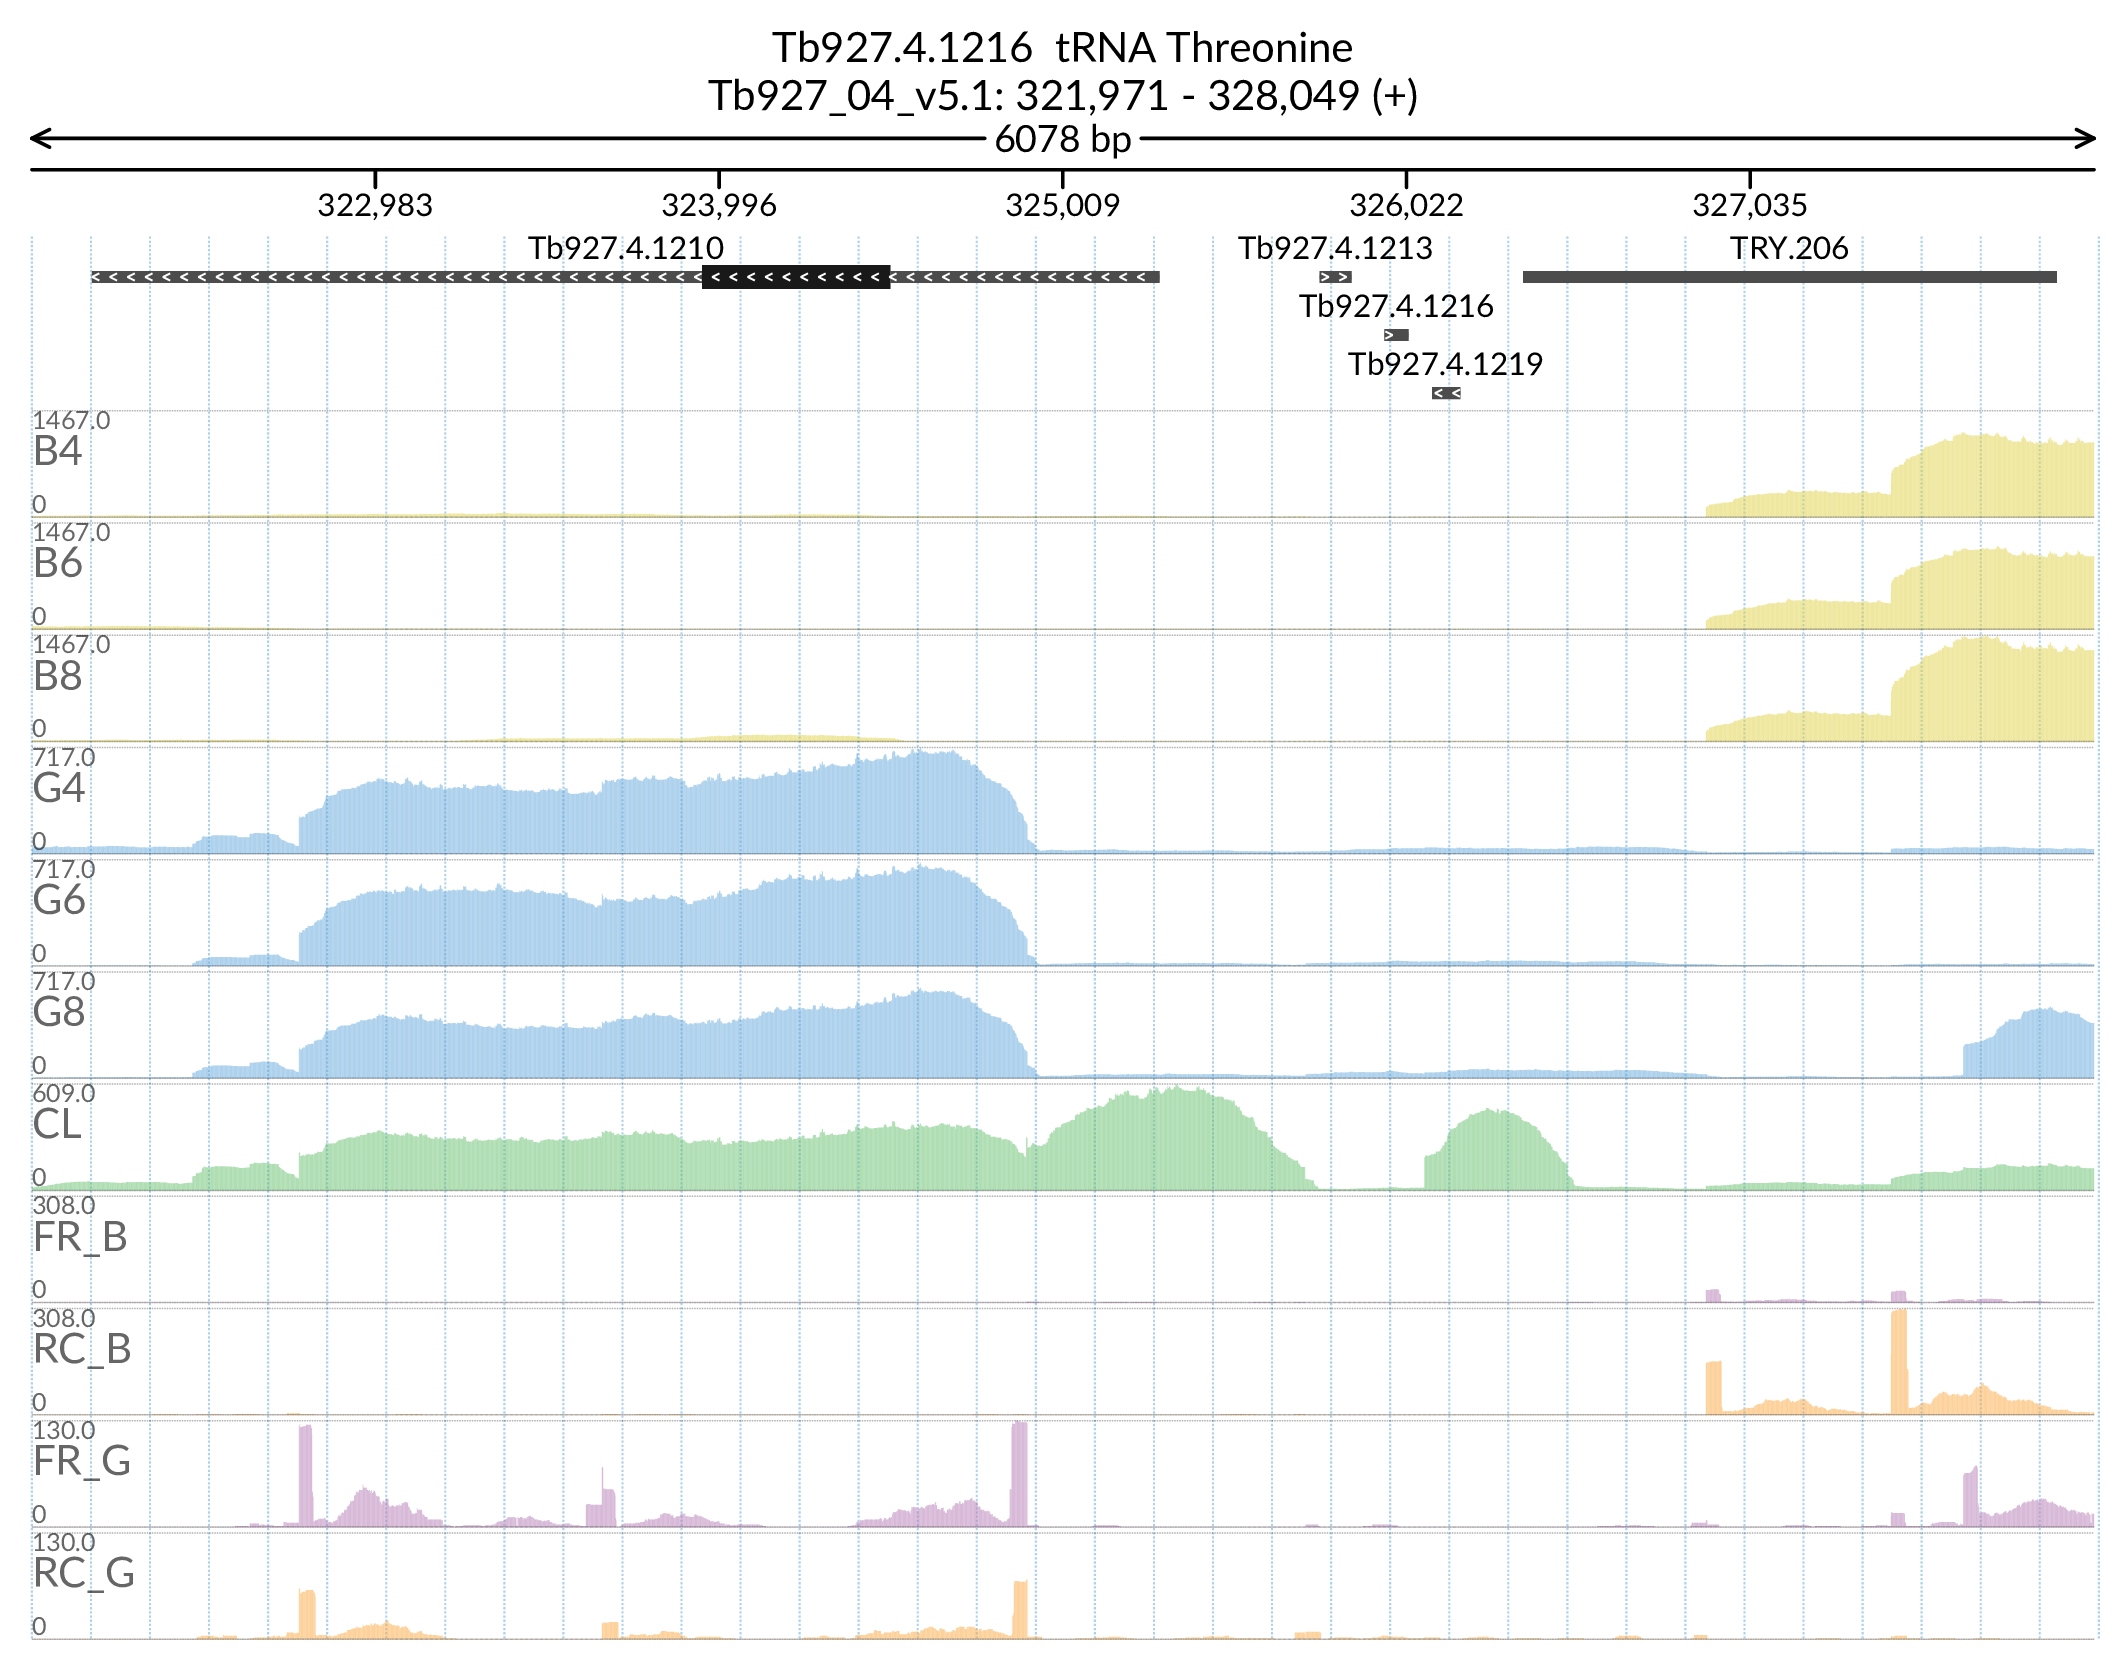 Tb927.4.1216 tRNA Threonine
Tb927_04_v5.1: 321,971 - 328,049 (+)
6078 bp
322,983 323,996 325,009 326,022 327,035
Tb927.4.1210 Tb927.4.1213 TRY.206
Tb927.4.1216
Tb927.4.1219
1467.0
B4
0
1467.0
B6
0
1467.0
B8
0
717.0
G4
0
717.0
G6
0
717.0
G8
0
609.0
CL
0
308.0
FR_B
0
308.0
RC_B
0
130.0
FR_G
0
130.0
RC_G
0